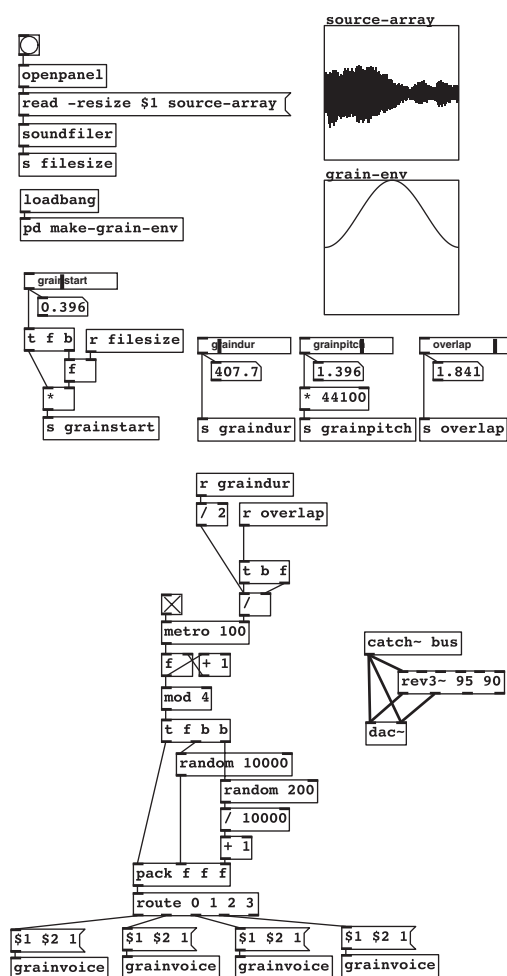 source-array
openpanel
read -resize $1 source-array
soundfiler
s filesize
grain-env
loadbang
pd make-grain-env
grainstart
0.396
t f b
r filesize
f
*
s grainstart
graindur
407.7
s graindur
grainpitch
1.396
* 44100
s grainpitch
overlap
1.841
s overlap
r graindur
/ 2
r overlap
t b f
/
metro 100
f
+ 1
mod 4
t f b b
random 10000
random 200
/ 10000
+ 1
pack f f f
route 0 1 2 3
catch~ bus
rev3~ 95 90
dac~
$1 $2 1
$1 $2 1
$1 $2 1
$1 $2 1
grainvoice
grainvoice
grainvoice
grainvoice